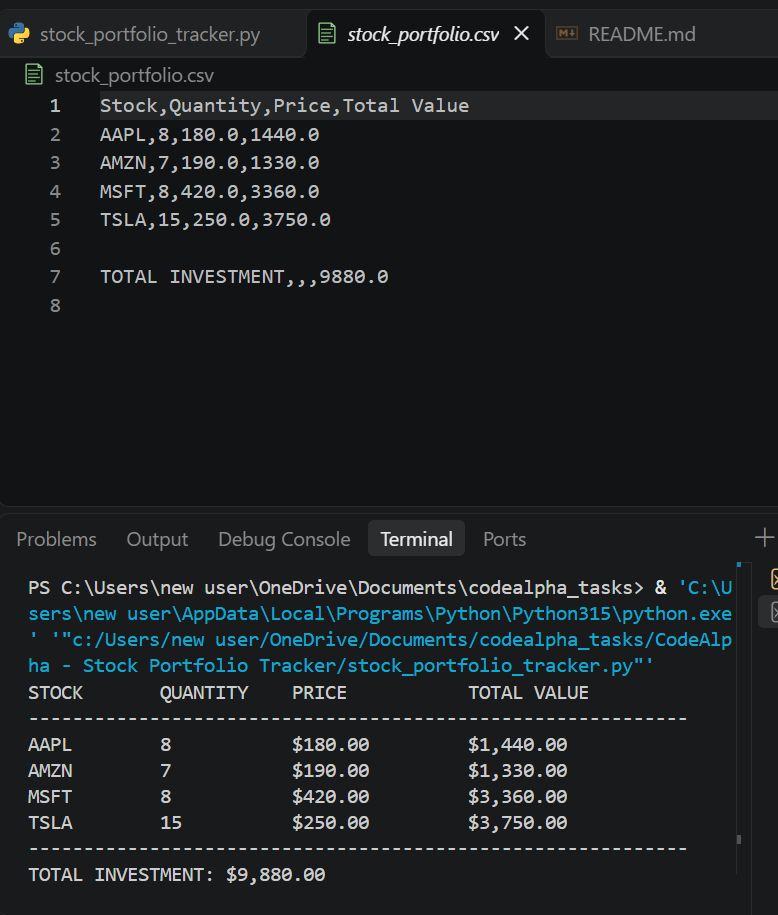 stock_portfolio_tracker.py stock_portfolio.csv README.md
stock_portfolio.csv
1 Stock,Quantity,Price,Total Value
2 AAPL,8,180.0,1440.0
3 AMZN,7,190.0,1330.0
4 MSFT,8,420.0,3360.0
5 TSLA,15,250.0,3750.0
6
7 TOTAL INVESTMENT,,,9880.0
8
Problems Output Debug Console Terminal Ports
PS C:\Users\new user\OneDrive\Documents\codealpha_tasks> & 'C:\U
sers\new user\AppData\Local\Programs\Python\Python315\python.exe
' '"c:/Users/new user/OneDrive/Documents/codealpha_tasks/CodeAlp
ha - Stock Portfolio Tracker/stock_portfolio_tracker.py"'
STOCK QUANTITY PRICE TOTAL VALUE
------------------------------------------------------------
AAPL 8 $180.00 $1,440.00
AMZN 7 $190.00 $1,330.00
MSFT 8 $420.00 $3,360.00
TSLA 15 $250.00 $3,750.00
------------------------------------------------------------
TOTAL INVESTMENT: $9,880.00